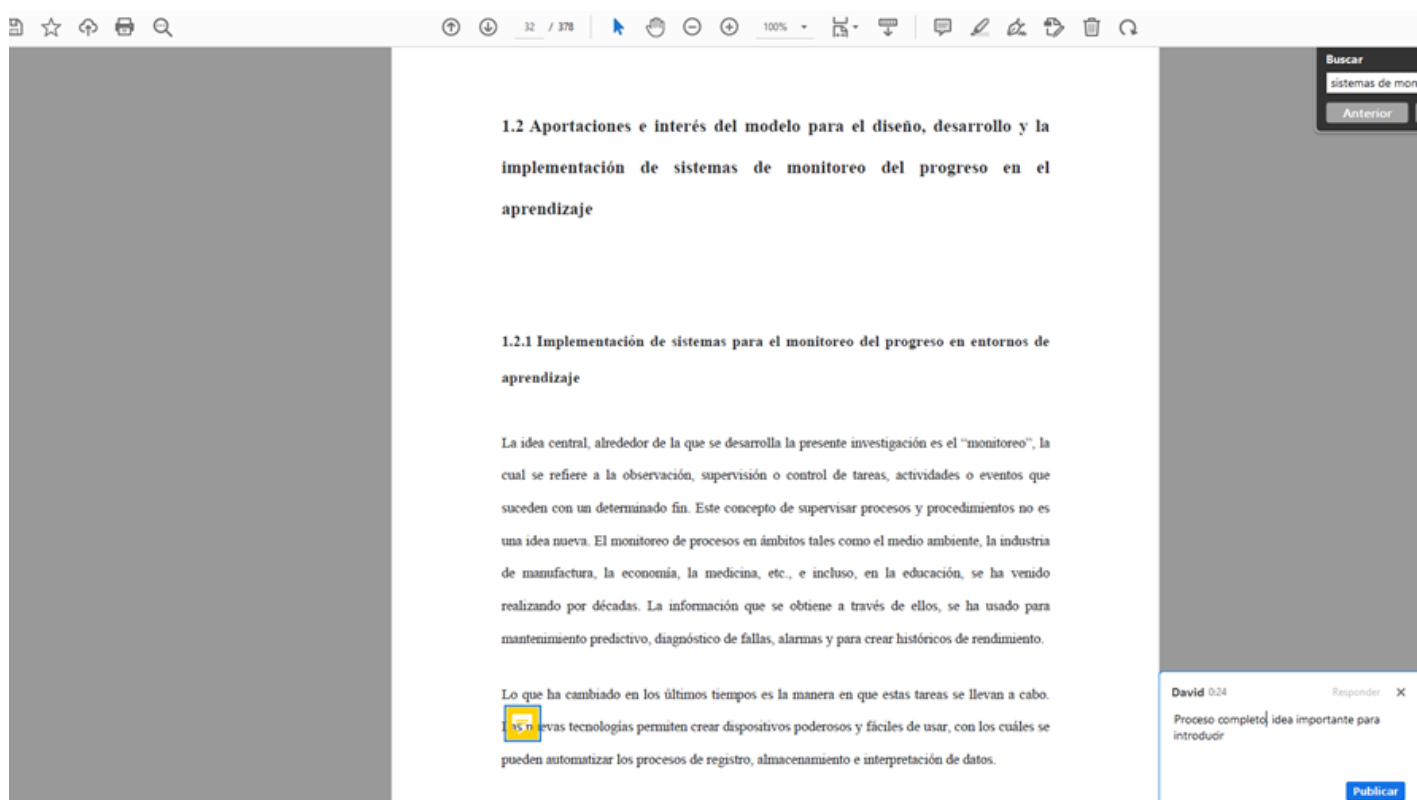 32 / 378
100%
Buscar
sistemas de mon
Anterior
1.2 Aportaciones e interés del modelo para el diseño, desarrollo y la
implementación de sistemas de monitoreo del progreso en el
aprendizaje
1.2.1 Implementación de sistemas para el monitoreo del progreso en entornos de
aprendizaje
La idea central, alrededor de la que se desarrolla la presente investigación es el “monitoreo”, la
cual se refiere a la observación, supervisión o control de tareas, actividades o eventos que
suceden con un determinado fin. Este concepto de supervisar procesos y procedimientos no es
una idea nueva. El monitoreo de procesos en ámbitos tales como el medio ambiente, la industria
de manufactura, la economía, la medicina, etc., e incluso, en la educación, se ha venido
realizando por décadas. La información que se obtiene a través de ellos, se ha usado para
mantenimiento predictivo, diagnóstico de fallas, alarmas y para crear históricos de rendimiento.
Lo que ha cambiado en los últimos tiempos es la manera en que estas tareas se llevan a cabo.
tecnologías permiten crear dispositivos poderosos y fáciles de usar, con los cuáles se
pueden automatizar los procesos de registro, almacenamiento e interpretación de datos.
David 0:24
Responder
Proceso completo idea importante para
introducir
Publicar